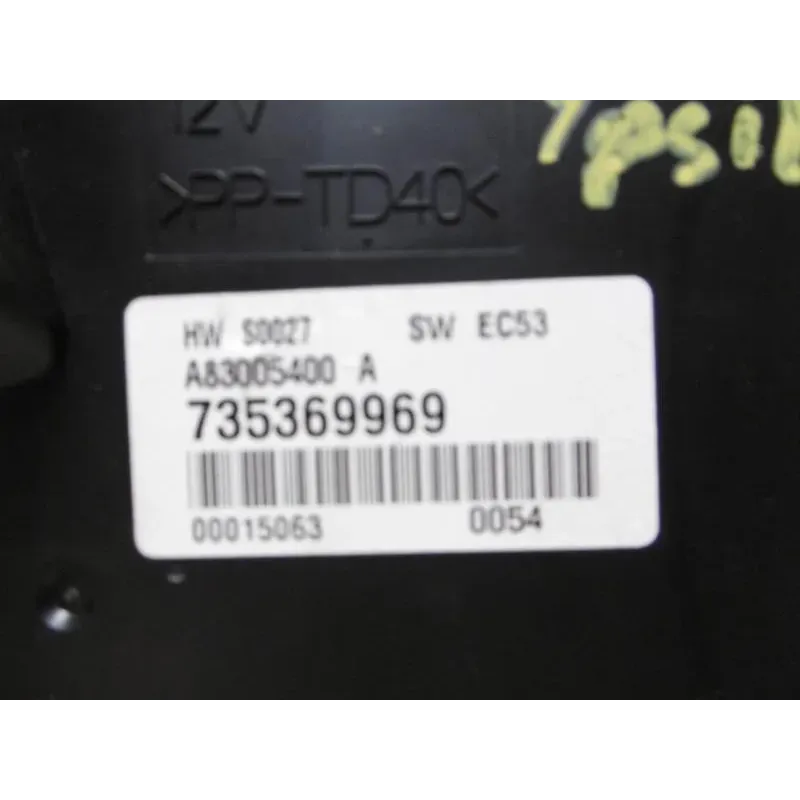 12V
>PP-TD40<
HW S0027 SW EC53
A83005400 A
735369969
00015063 0054